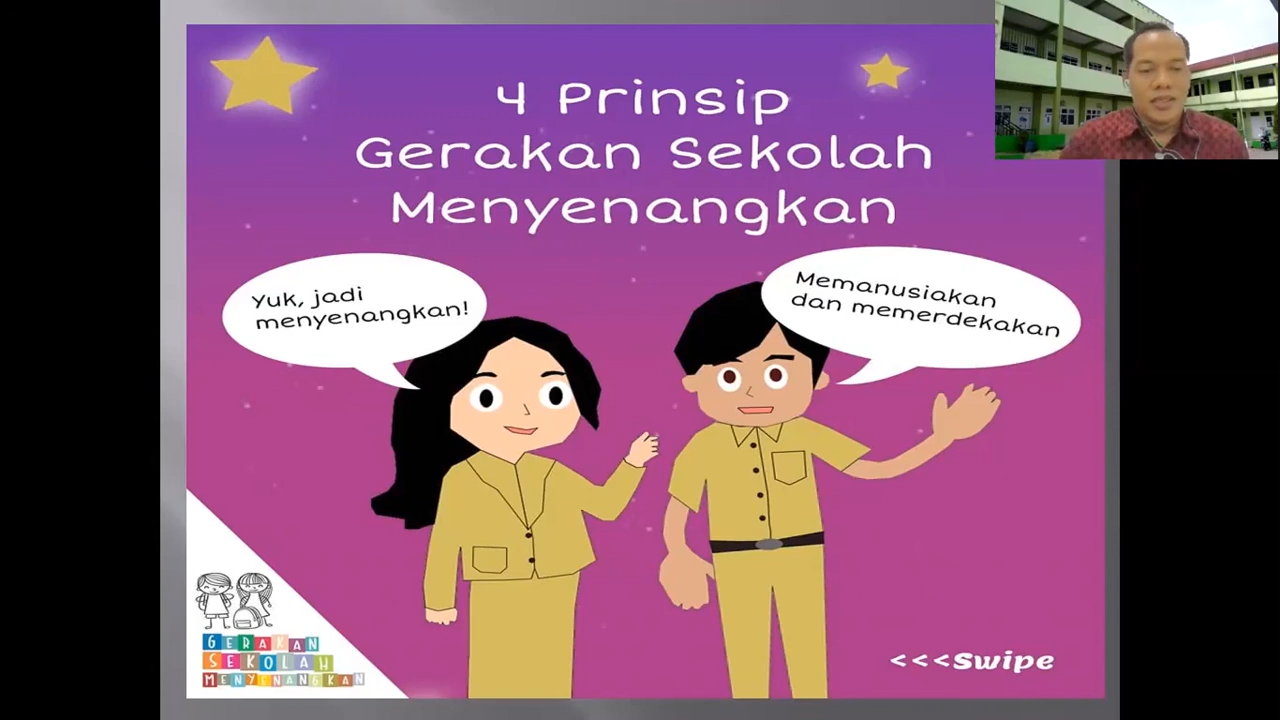 4 Prinsip
Gerakan Sekolah
Menyenangkan
Yuk, jadi
menyenangkan!
Memanusiakan
dan memerdekakan
GERAKAN
SEKOLAH
MENYENANGKAN
<<<Swipe